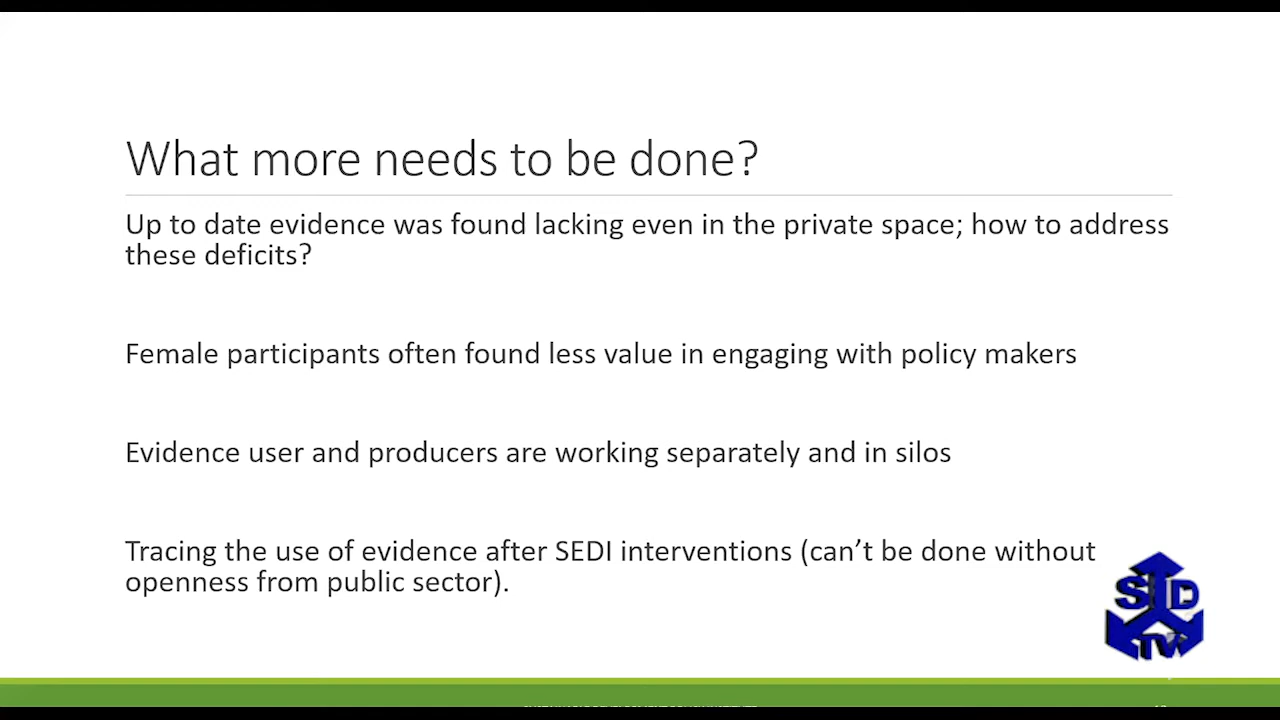 What more needs to be done?
Up to date evidence was found lacking even in the private space; how to address
these deficits?
Female participants often found less value in engaging with policy makers
Evidence user and producers are working separately and in silos
Tracing the use of evidence after SEDI interventions (can’t be done without
openness from public sector).
TW